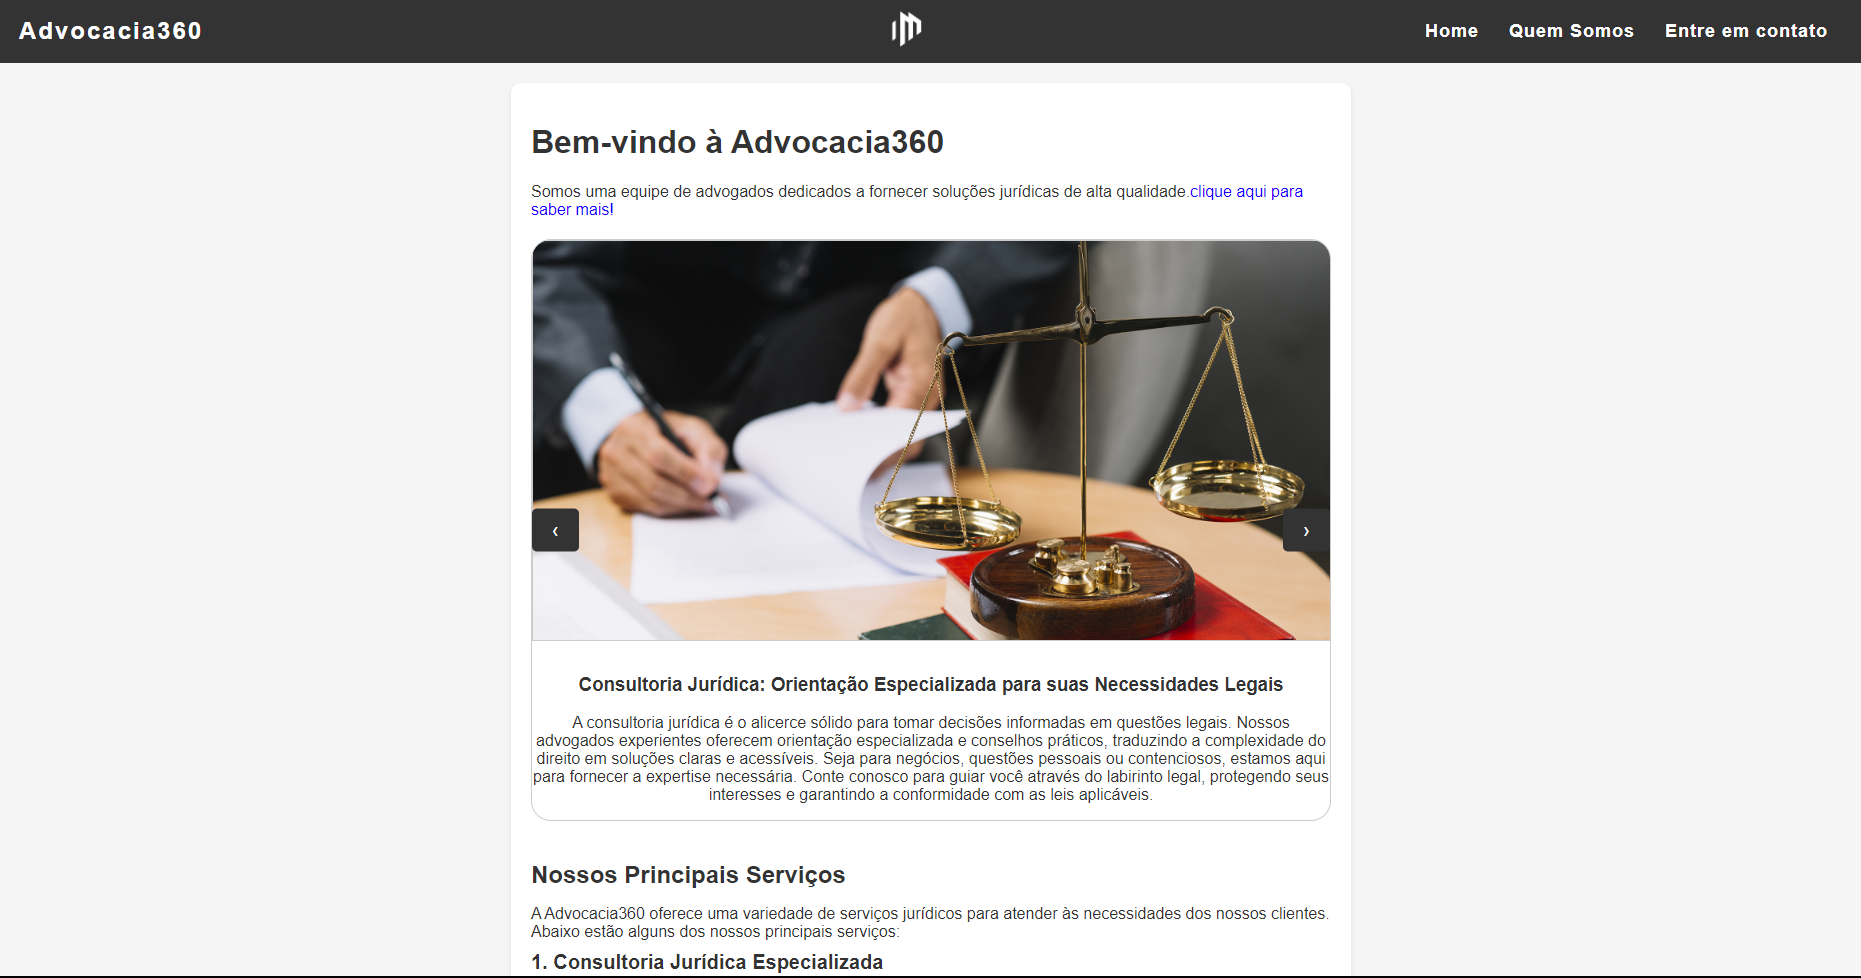 Advocacia360
Home
Quem Somos
Entre em contato
Bem-vindo à Advocacia360
Somos uma equipe de advogados dedicados a fornecer soluções jurídicas de alta qualidade.clique aqui para
saber mais!
‹
›
Consultoria Jurídica: Orientação Especializada para suas Necessidades Legais
A consultoria jurídica é o alicerce sólido para tomar decisões informadas em questões legais. Nossos
advogados experientes oferecem orientação especializada e conselhos práticos, traduzindo a complexidade do
direito em soluções claras e acessíveis. Seja para negócios, questões pessoais ou contenciosos, estamos aqui
para fornecer a expertise necessária. Conte conosco para guiar você através do labirinto legal, protegendo seus
interesses e garantindo a conformidade com as leis aplicáveis.
Nossos Principais Serviços
A Advocacia360 oferece uma variedade de serviços jurídicos para atender às necessidades dos nossos clientes.
Abaixo estão alguns dos nossos principais serviços:
1. Consultoria Jurídica Especializada